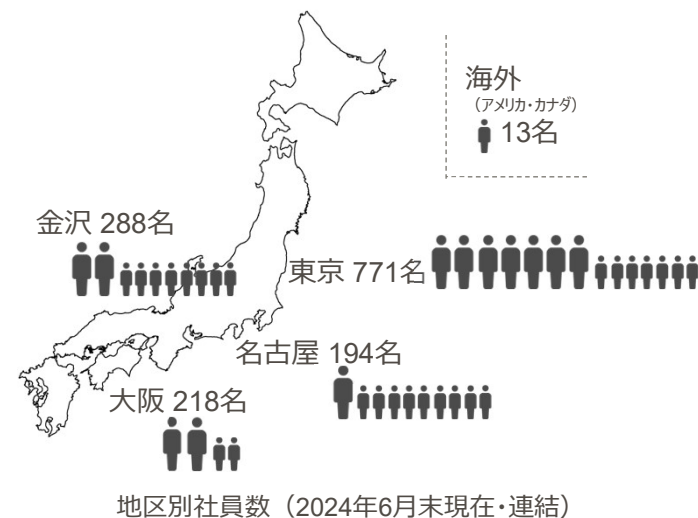 海外
（アメリカ・カナダ）
13名
金沢 288名
東京 771名
名古屋 194名
大阪 218名
地区別社員数（2024年6月末現在・連結）